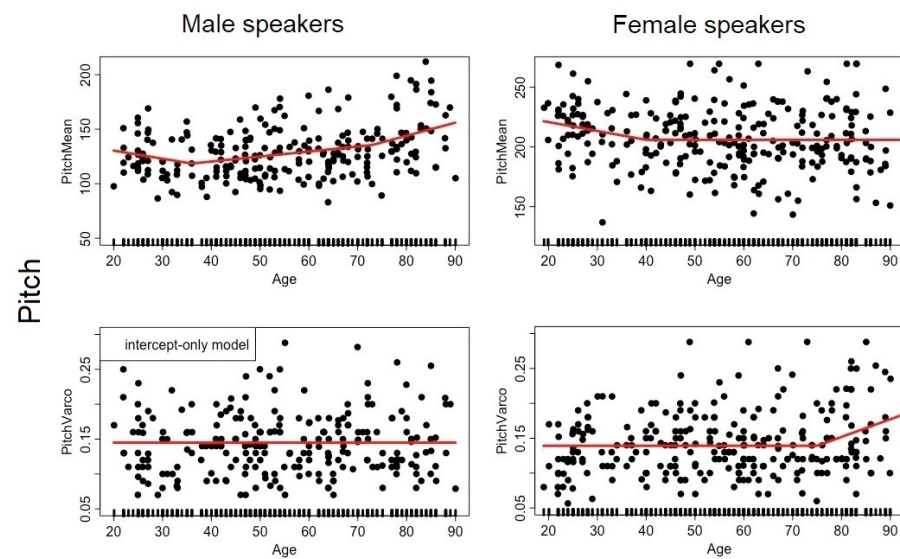 Male speakers
Female speakers
Pitch
PitchMean
200
150
100
50
20 30 40 50 60 70 80 90
Age
PitchMean
250
200
150
20 30 40 50 60 70 80 90
Age
intercept-only model
PitchVarco
0.25
0.15
0.05
20 30 40 50 60 70 80 90
Age
PitchVarco
0.25
0.15
0.05
20 30 40 50 60 70 80 90
Age